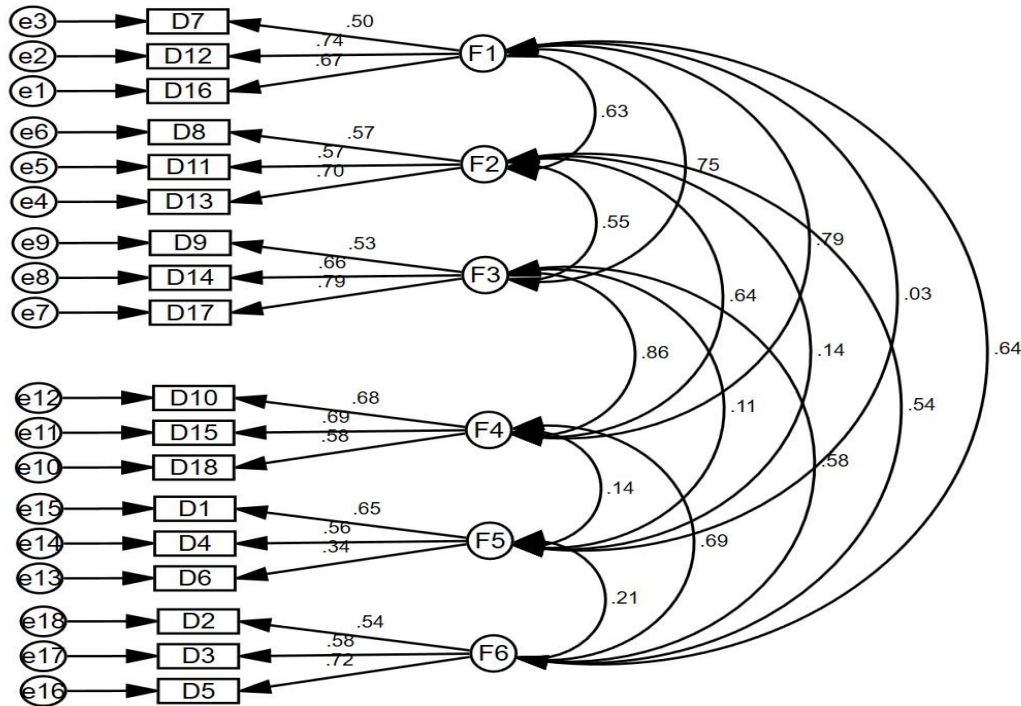 e3 D7 .50
e2 D12 .74 F1
e1 D16 .67
.63
e6 D8 .57
e5 D11 .57 F2 .75
e4 D13 .70
.55
e9 D9 .53 .79
e8 D14 .66 F3 .64 .03
e7 D17 .79
.86 .14 .64
e12 D10 .68 .11 .54
e11 D15 .69 F4
e10 D18 .58 .58
.14
e15 D1 .65
e14 D4 .56 F5 .69
e13 D6 .34
.21
e18 D2 .54
e17 D3 .58 F6
e16 D5 .72